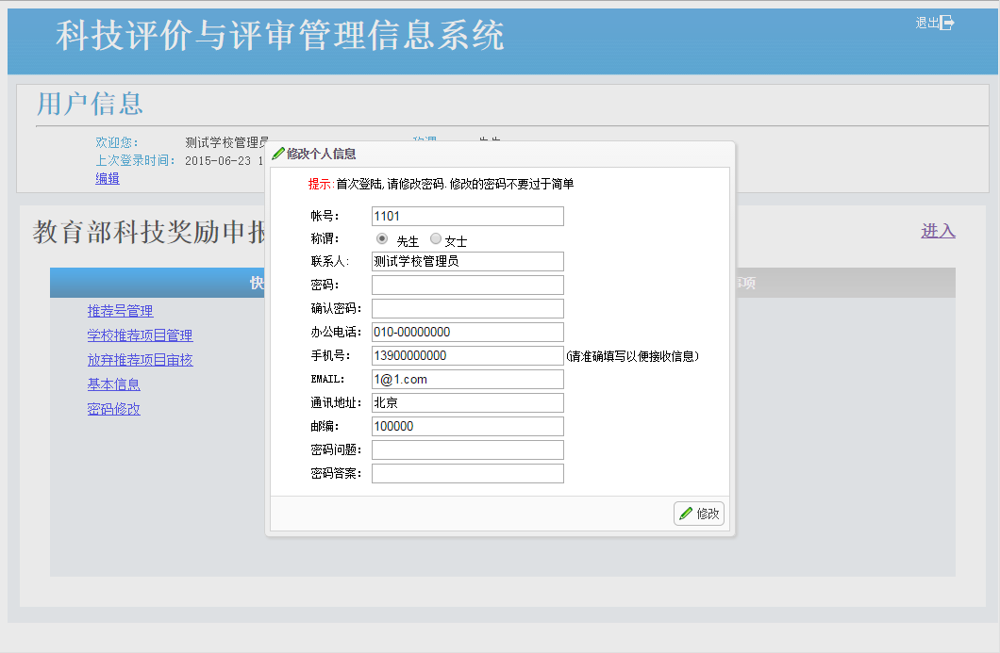 科技评价与评审管理信息系统
退出
用户信息
欢迎您: 测试学校管理员
上次登录时间: 2015-06-23 1
编辑
修改个人信息
提示:首次登陆,请修改密码.修改的密码不要过于简单
帐号: 1101
称谓: 先生 女士
联系人: 测试学校管理员
密码:
确认密码:
办公电话: 010-00000000
手机号: 13900000000 (请准确填写以便接收信息)
EMAIL: 1@1.com
通讯地址: 北京
邮编: 100000
密码问题:
密码答案:
修改
教育部科技奖励申报
进入
快
事项
推荐号管理
学校推荐项目管理
放弃推荐项目审核
基本信息
密码修改